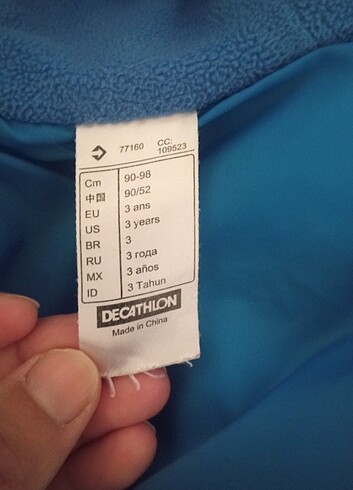 77160 CC: 109523
Cm 90-98
中国 90/52
EU 3 ans
US 3 years
BR 3
RU 3 года
MX 3 años
ID 3 Tahun
DECATHLON
Made in China